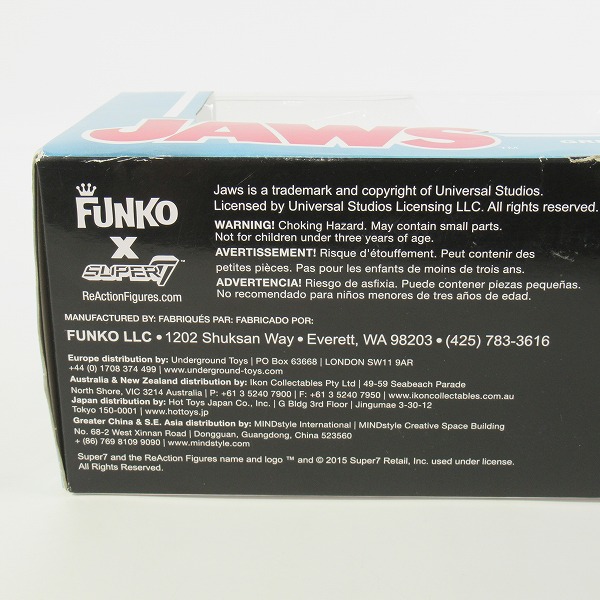 JAWS
™
FUNKO
X
SUPER7
ReActionFigures.com
Jaws is a trademark and copyright of Universal Studios.
Licensed by Universal Studios Licensing LLC. All rights reserved.
WARNING! Choking Hazard. May contain small parts.
Not for children under three years of age.
AVERTISSEMENT! Risque d'étouffement. Peut contenir des
petites pièces. Pas pour les enfants de moins de trois ans.
ADVERTENCIA! Riesgo de asfixia. Puede contener piezas pequeñas.
No recomendado para niños menores de tres años de edad.
MANUFACTURED BY: FABRIQUÉS PAR: FABRICADO POR:
FUNKO LLC • 1202 Shuksan Way • Everett, WA 98203 • (425) 783-3616
Europe distribution by: Underground Toys | PO BOX 63668 | LONDON SW11 9AR
+44 (0) 1708 374 499 | www.underground-toys.com
Australia & New Zealand distribution by: Ikon Collectables Pty Ltd | 49-59 Seabeach Parade
North Shore, VIC 3214 Australia | P: +61 3 5240 7900 | F: +61 3 5240 7950 | www.ikoncollectables.com.au
Japan distribution by: Hot Toys Japan Co., Inc. | G Bldg 3rd Floor | Jingumae 3-30-12
Tokyo 150-0001 | www.hottoys.jp
Greater China & S.E. Asia distribution by: MINDstyle International | MINDstyle Creative Space Building
No. 68-2 West Xinnan Road | Dongguan, Guangdong, China 523560
+ (86) 769 8109 9090 | www.mindstyle.com
Super7 and the ReAction Figures name and logo ™ and © 2015 Super7 Retail, Inc. used under license.
All Rights Reserved.